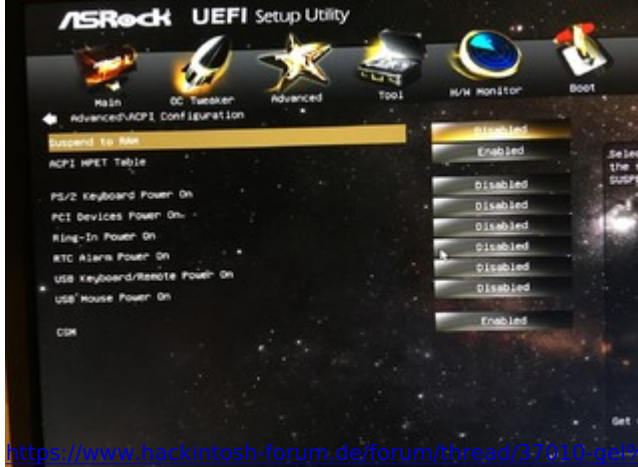 ASRock UEFI Setup Utility
Main
OC Tweaker
Advanced
Tool
H/W Monitor
Boot
Advanced\ACPI Configuration
Suspend to RAM Disabled
ACPI HPET Table Enabled
PS/2 Keyboard Power On Disabled
PCI Devices Power On Disabled
Ring-In Power On Disabled
RTC Alarm Power On Disabled
USB Keyboard/Remote Power On Disabled
USB Mouse Power On Disabled
CSM Enabled
the
Get
https://www.hackintosh-forum.de/forum/thread/37010-gel